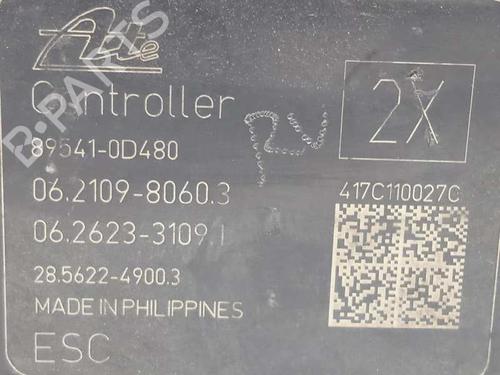 Ate
Controller
2X
89541-0D480
06.2109-8060.3
417C110027C
06.2623-3109.1
28.5622-4900.3
MADE IN PHILIPPINES
ESC
B-PARTS